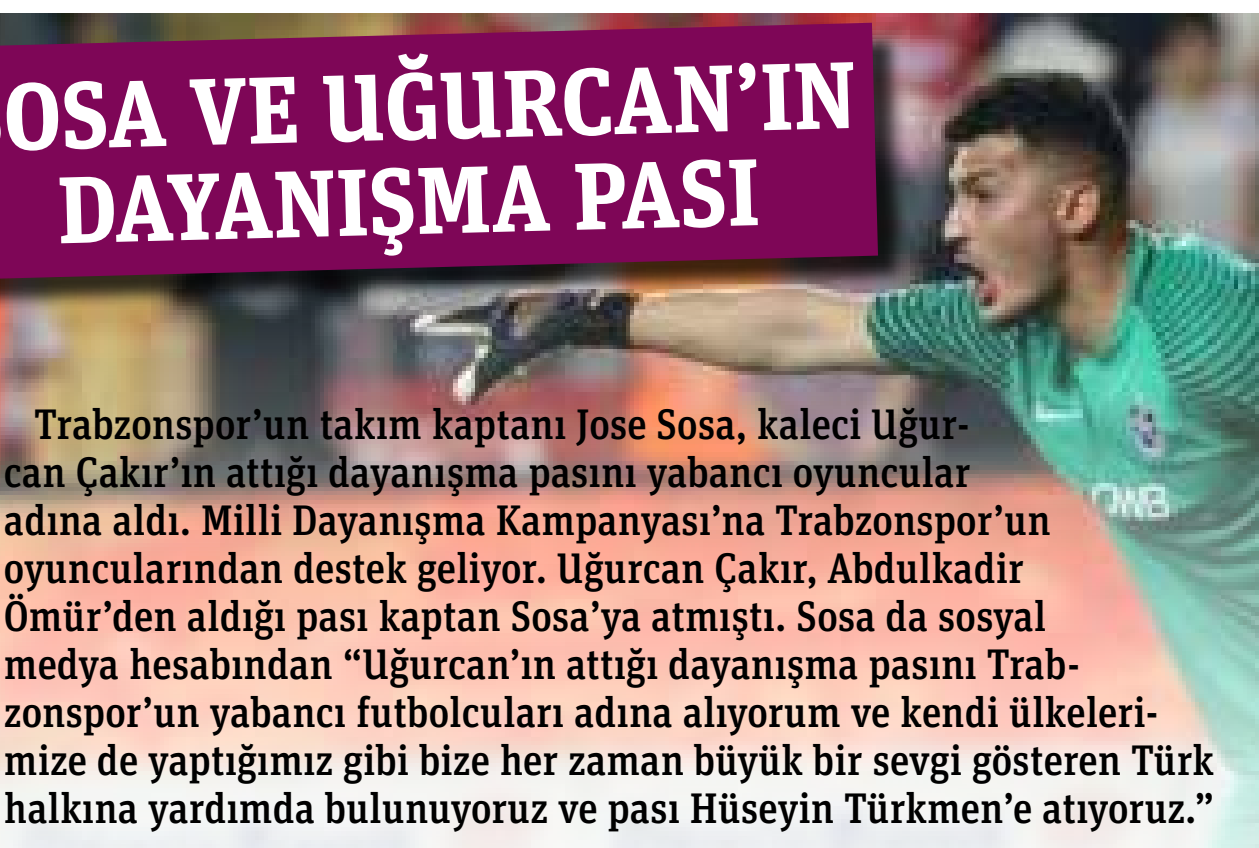 SOSA VE UĞURCAN’IN
DAYANIŞMA PASI
Trabzonspor’un takım kaptanı Jose Sosa, kaleci Uğur-
can Çakır’ın attığı dayanışma pasını yabancı oyuncular
adına aldı. Milli Dayanışma Kampanyası’na Trabzonspor’un
oyuncularından destek geliyor. Uğurcan Çakır, Abdulkadir
Ömür’den aldığı pası kaptan Sosa’ya atmıştı. Sosa da sosyal
medya hesabından “Uğurcan’ın attığı dayanışma pasını Trab-
zonspor’un yabancı futbolcuları adına alıyorum ve kendi ülkeleri-
mize de yaptığımız gibi bize her zaman büyük bir sevgi gösteren Türk
halkına yardımda bulunuyoruz ve pası Hüseyin Türkmen’e atıyoruz.”